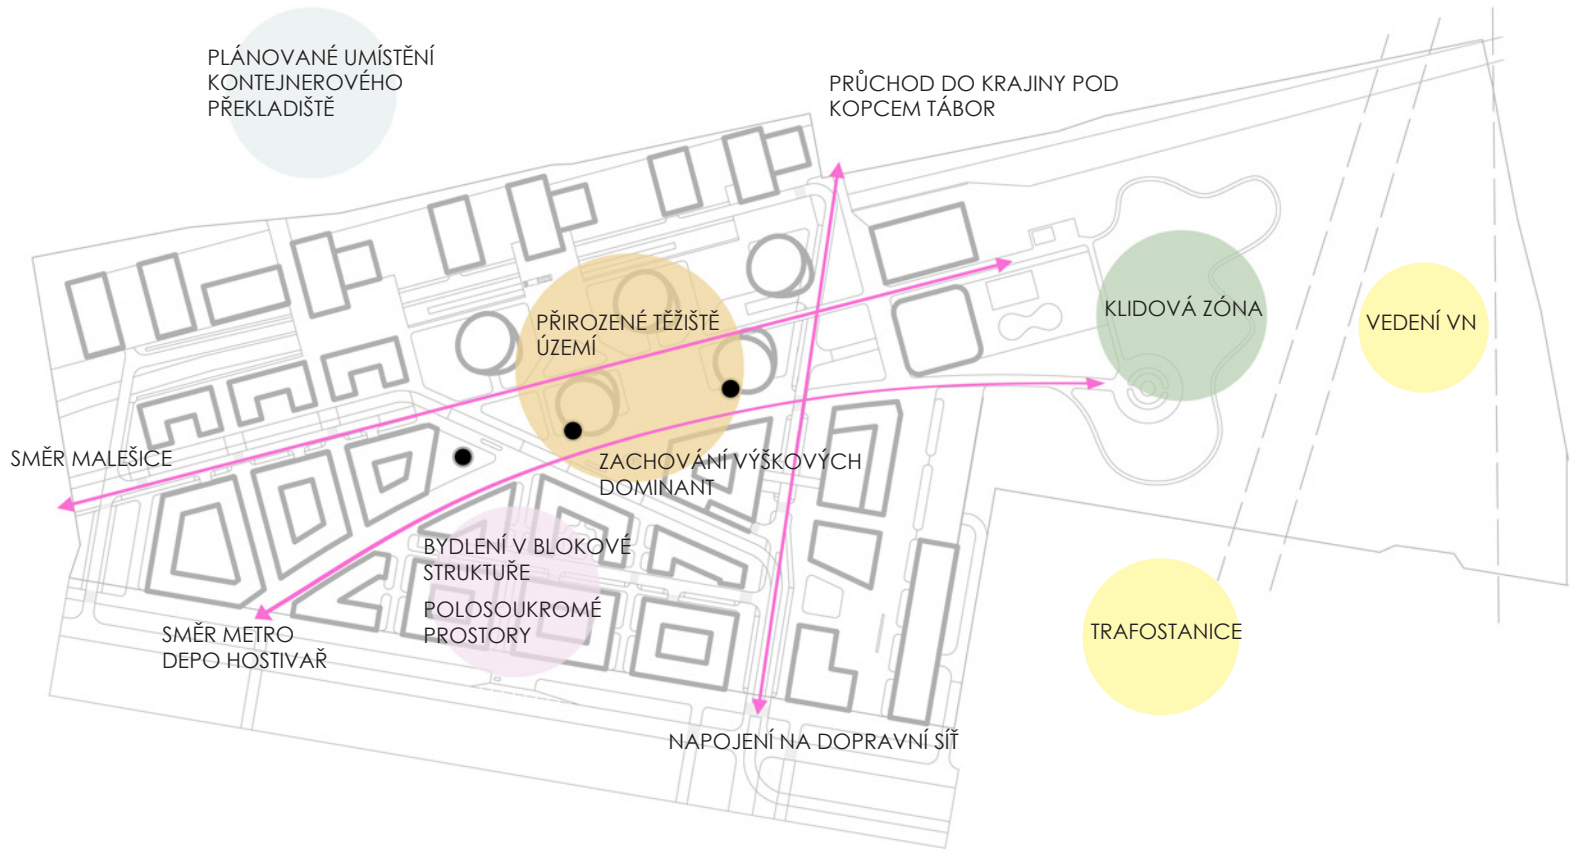 PLÁNOVANÉ UMÍSTĚNÍ
KONTEJNEROVÉHO
PŘEKLADIŠTĚ
PRŮCHOD DO KRAJINY POD
KOPCEM TÁBOR
PŘIROZENÉ TĚŽIŠTĚ
ÚZEMÍ
KLIDOVÁ ZÓNA
VEDENÍ VN
SMĚR MALEŠICE
ZACHOVÁNÍ VÝŠKOVÝCH
DOMINANT
BYDLENÍ V BLOKOVÉ
STRUKTUŘE
POLOSOUKROMÉ
PROSTORY
SMĚR METRO
DEPO HOSTIVAŘ
TRAFOSTANICE
NAPOJENÍ NA DOPRAVNÍ SÍŤ